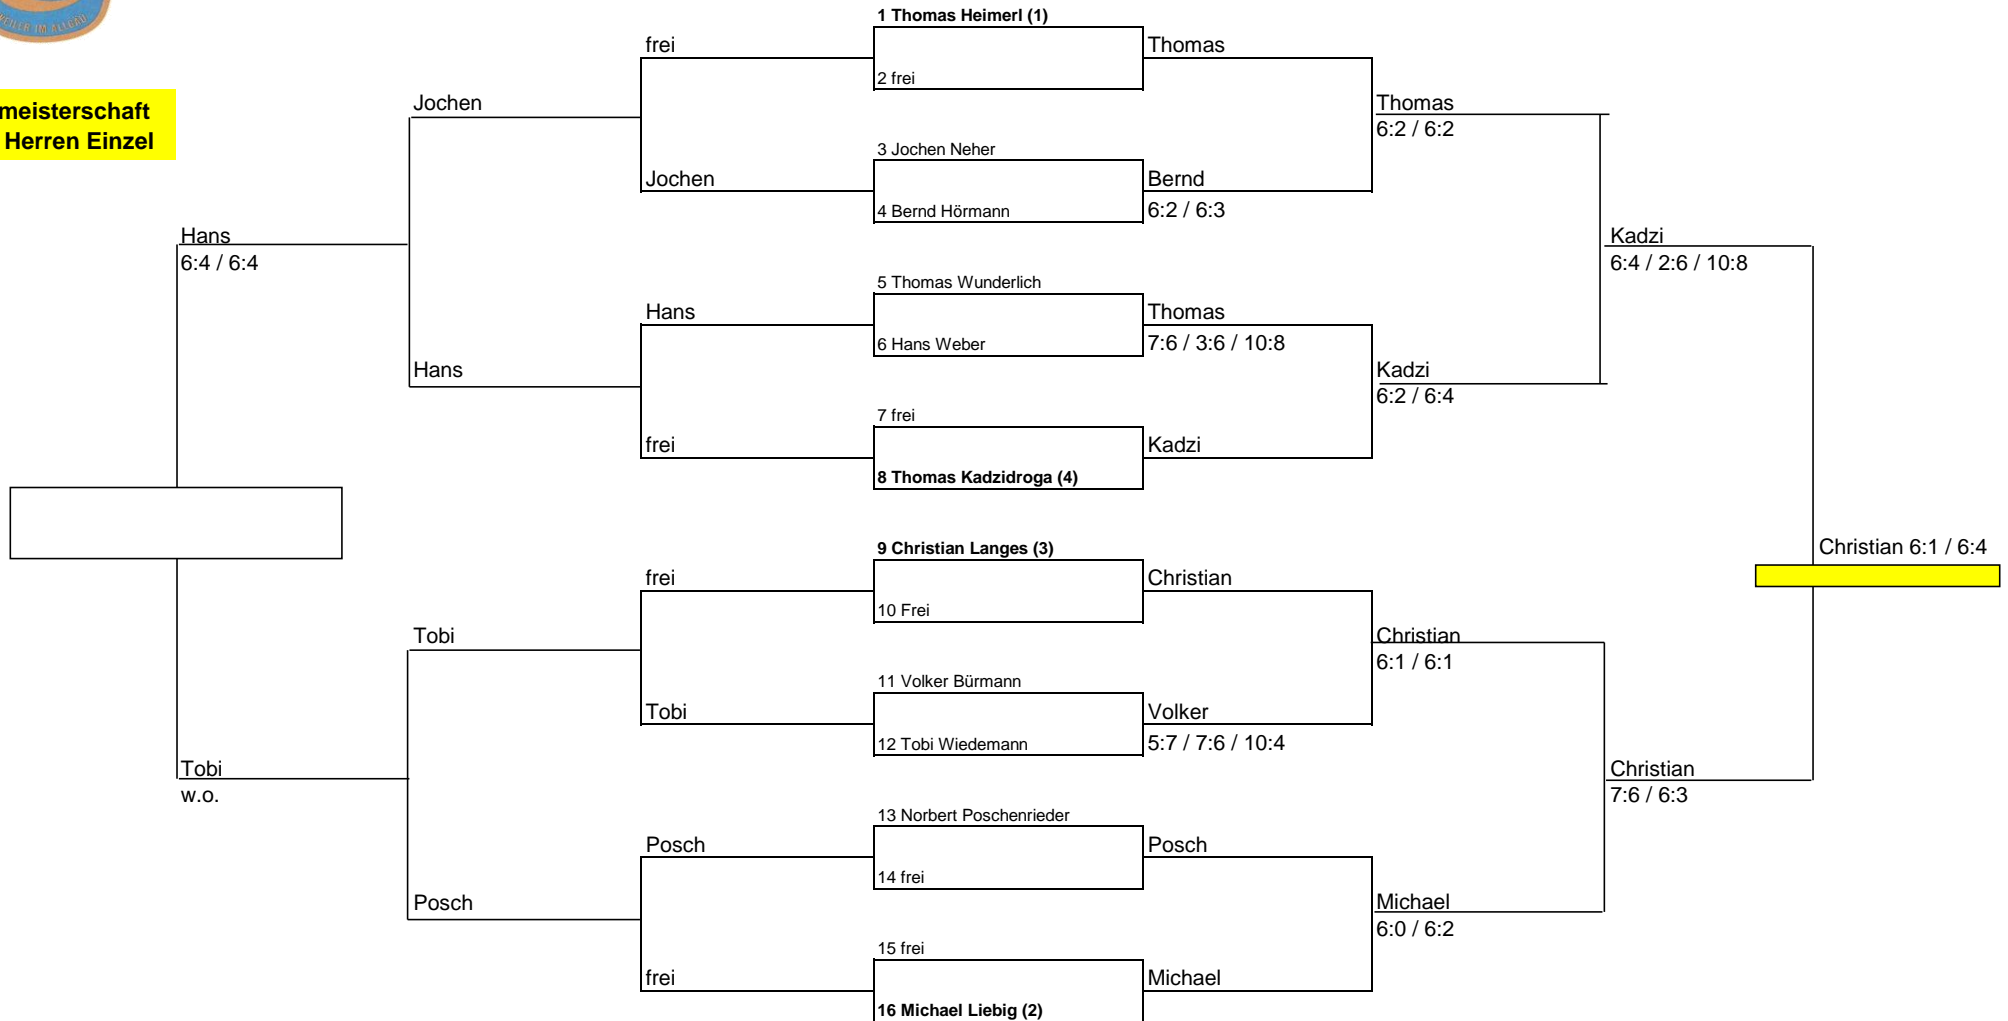 WEILER IM ALLGÄU
meisterschaft
Herren Einzel
Hans
6:4 / 6:4
Tobi
w.o.
Jochen
Hans
Tobi
Posch
frei
Jochen
Hans
frei
frei
Tobi
Posch
frei
1 Thomas Heimerl (1)
2 frei
3 Jochen Neher
4 Bernd Hörmann
5 Thomas Wunderlich
6 Hans Weber
7 frei
8 Thomas Kadzidroga (4)
9 Christian Langes (3)
10 Frei
11 Volker Bürmann
12 Tobi Wiedemann
13 Norbert Poschenrieder
14 frei
15 frei
16 Michael Liebig (2)
Thomas
Bernd
6:2 / 6:3
Thomas
7:6 / 3:6 / 10:8
Kadzi
Christian
Volker
5:7 / 7:6 / 10:4
Posch
Michael
Thomas
6:2 / 6:2
Kadzi
6:2 / 6:4
Christian
6:1 / 6:1
Michael
6:0 / 6:2
Kadzi
6:4 / 2:6 / 10:8
Christian
7:6 / 6:3
Christian 6:1 / 6:4